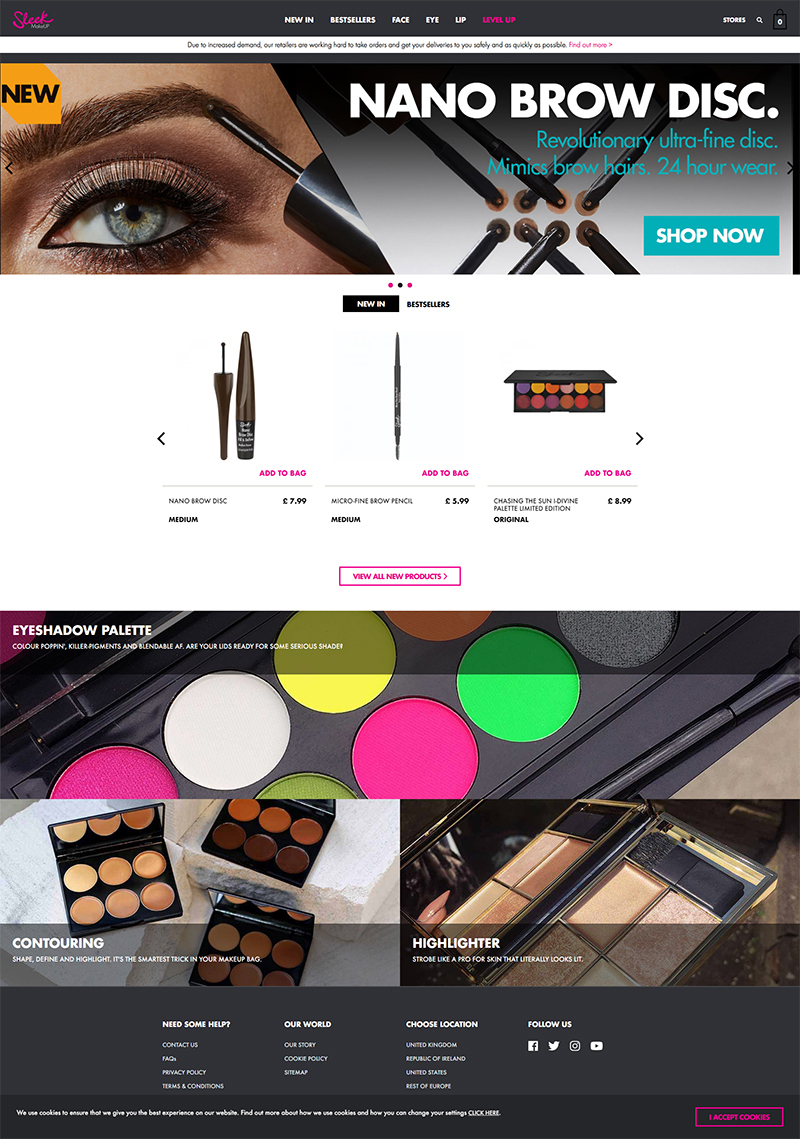 Sleek
MakeUP
NEW IN BESTSELLERS FACE EYE LIP LEVEL UP
STORES
0
Due to increased demand, our retailers are working hard to take orders and get your deliveries to you safely and as quickly as possible. Find out more >
NEW
NANO BROW DISC.
Revolutionary ultra-fine disc.
Mimics brow hairs. 24 hour wear.
SHOP NOW
NEW IN BESTSELLERS
Sleek
Nano
Brow Disc
ADD TO BAG ADD TO BAG ADD TO BAG
NANO BROW DISC £ 7.99
MEDIUM
MICRO-FINE BROW PENCIL £ 5.99
MEDIUM
CHASING THE SUN I-DIVINE £ 8.99
PALETTE LIMITED EDITION
ORIGINAL
VIEW ALL NEW PRODUCTS >
EYESHADOW PALETTE
COLOUR POPPIN', KILLER-PIGMENTS AND BLENDABLE AF. ARE YOUR LIDS READY FOR SOME SERIOUS SHADE?
CONTOURING
SHAPE, DEFINE AND HIGHLIGHT. IT'S THE SMARTEST TRICK IN YOUR MAKEUP BAG.
HIGHLIGHTER
STROBE LIKE A PRO FOR SKIN THAT LITERALLY LOOKS LIT.
NEED SOME HELP?
CONTACT US
FAQs
PRIVACY POLICY
TERMS & CONDITIONS
OUR WORLD
OUR STORY
COOKIE POLICY
SITEMAP
CHOOSE LOCATION
UNITED KINGDOM
REPUBLIC OF IRELAND
UNITED STATES
REST OF EUROPE
FOLLOW US
We use cookies to ensure that we give you the best experience on our website. Find out more about how we use cookies and how you can change your settings CLICK HERE.
I ACCEPT COOKIES